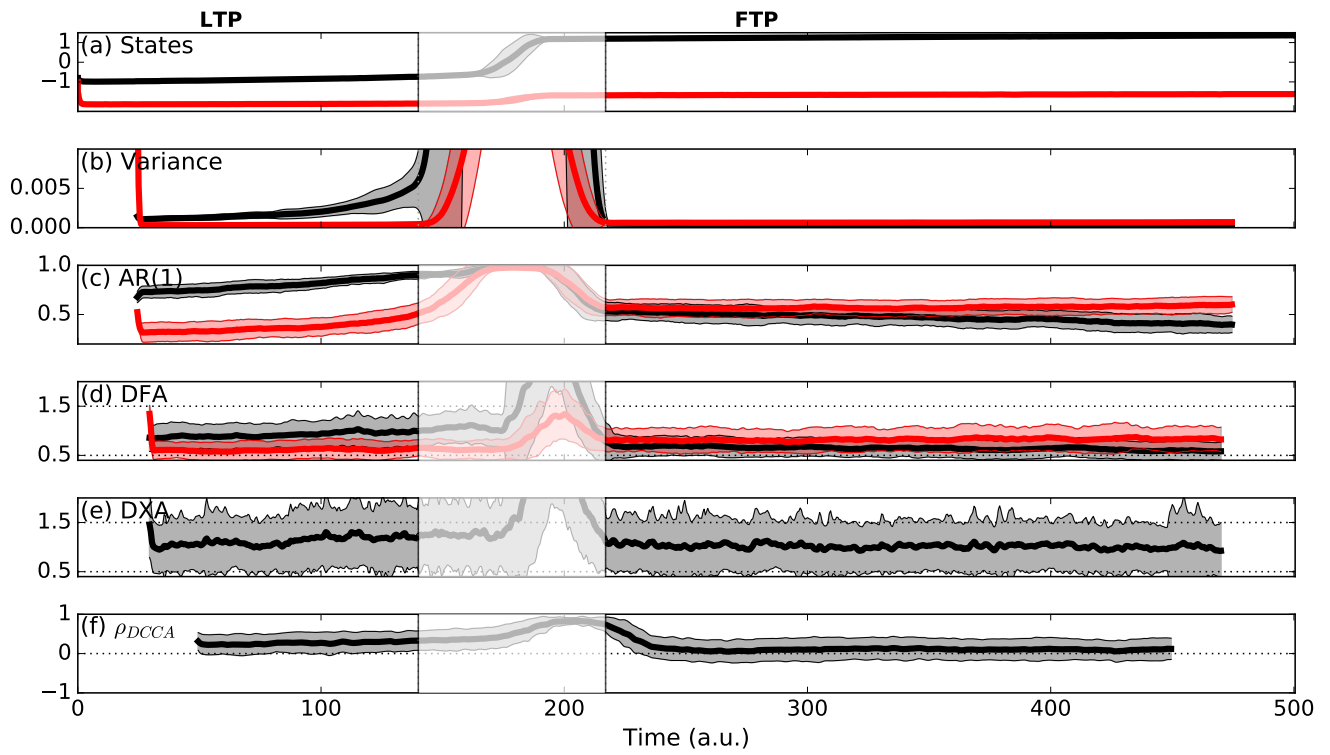 LTP FTP
(a) States
1
0
−1
(b) Variance
0.005
0.000
(c) AR(1)
1.0
0.5
(d) DFA
1.5
0.5
(e) DXA
1.5
0.5
(f) ρDCCA
1
0
−1
0 100 200 300 400 500
Time (a.u.)